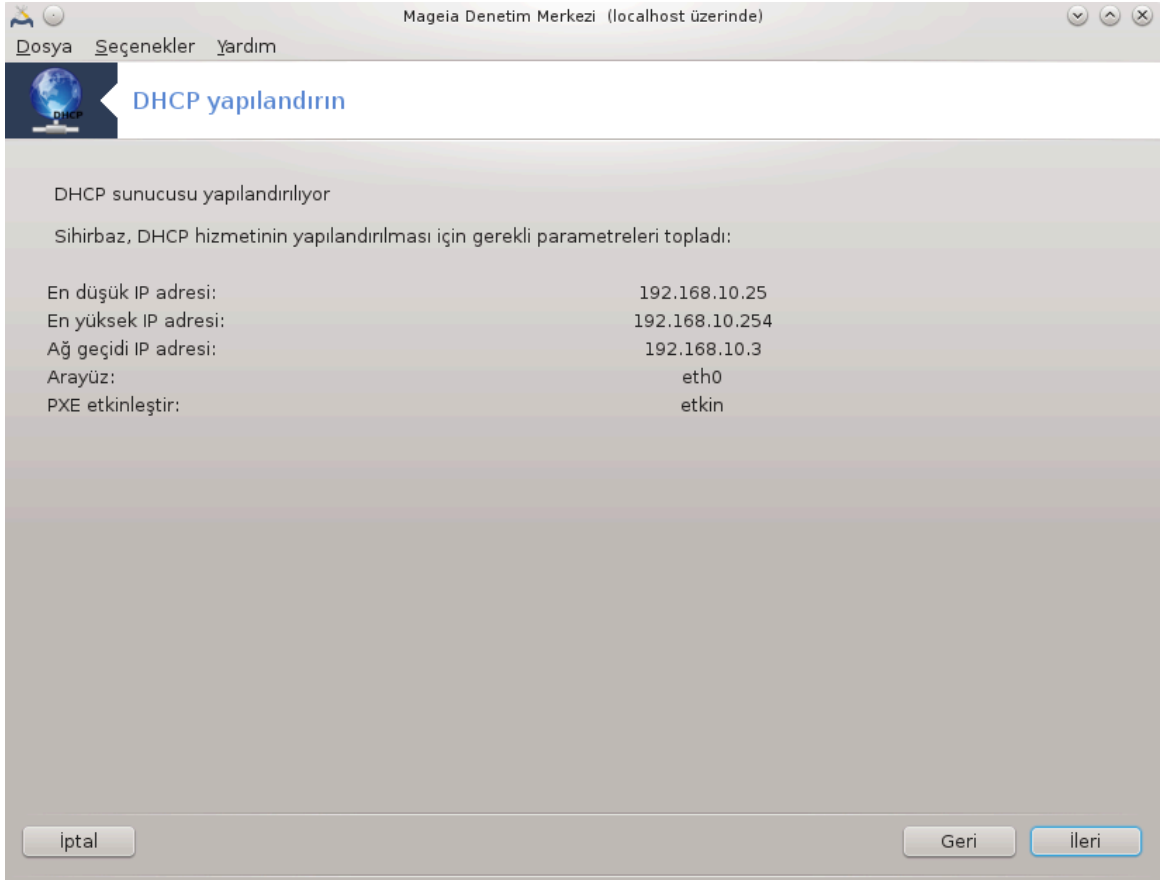 Mageia Denetim Merkezi (localhost üzerinde)
Dosya Seçenekler Yardım
DHCP
DHCP yapılandırın
DHCP sunucusu yapılandırılıyor
Sihirbaz, DHCP hizmetinin yapılandırılması için gerekli parametreleri topladı:
En düşük IP adresi: 192.168.10.25
En yüksek IP adresi: 192.168.10.254
Ağ geçidi IP adresi: 192.168.10.3
Arayüz: eth0
PXE etkinleştir: etkin
İptal Geri İleri